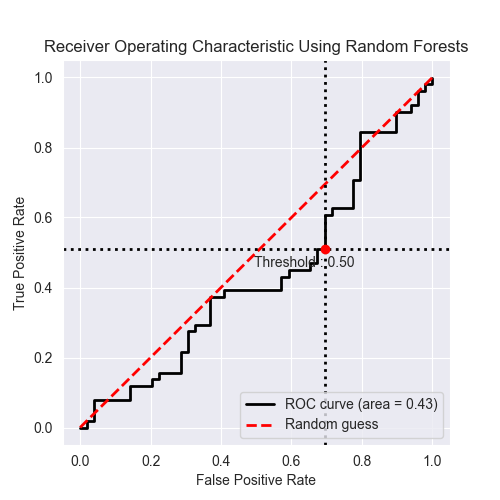 Receiver Operating Characteristic Using Random Forests
1.0
0.8
0.6
0.4
0.2
0.0
True Positive Rate
Threshold: 0.50
ROC curve (area = 0.43)
Random guess
0.0 0.2 0.4 0.6 0.8 1.0
False Positive Rate